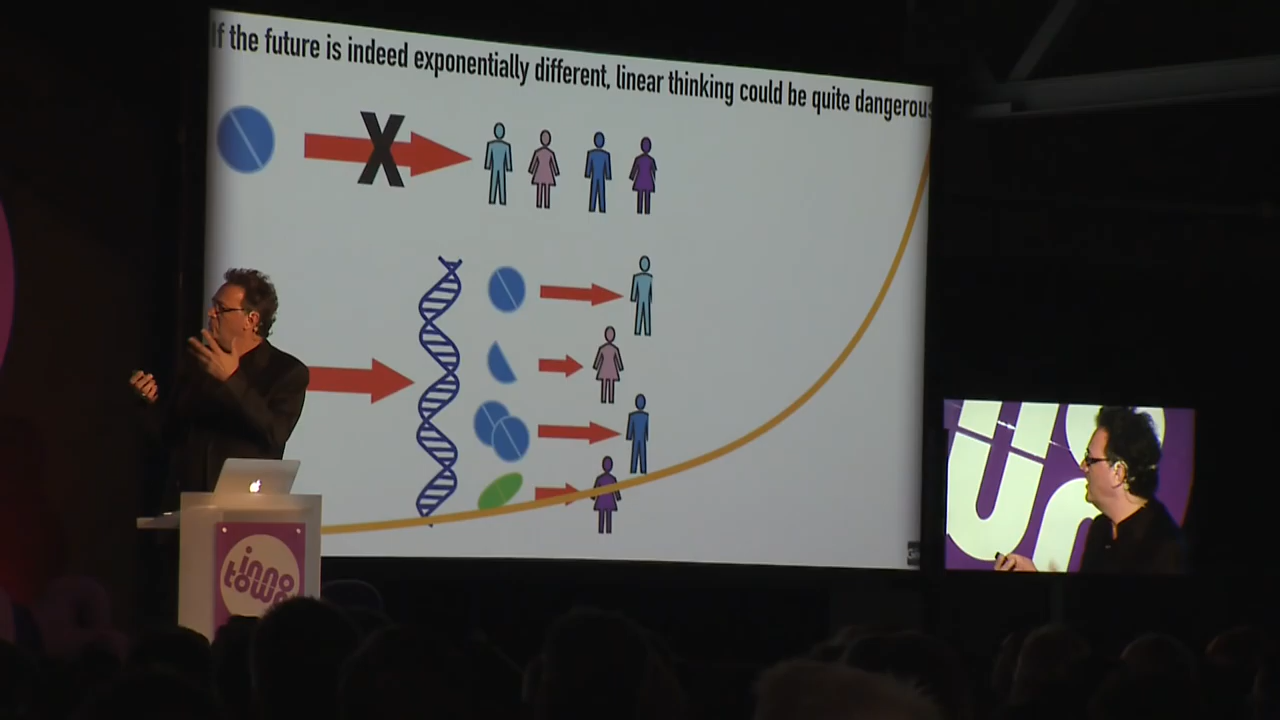 If the future is indeed exponentially different, linear thinking could be quite dangerous
X
inno
town